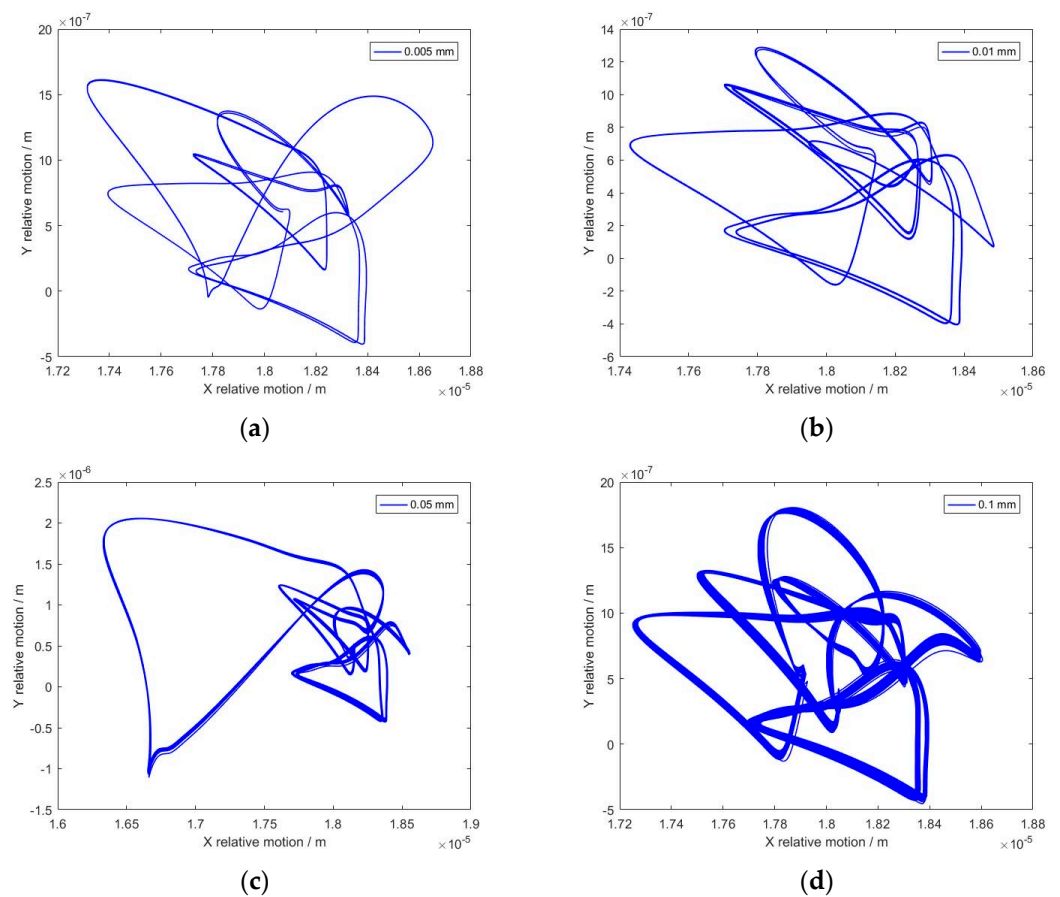 ×10⁻⁷
20
15
10
5
0
-5
1.72 1.74 1.76 1.78 1.8 1.82 1.84 1.86 1.88
X relative motion / m
×10⁻⁵
Y relative motion / m
0.005 mm
(a)
×10⁻⁷
14
12
10
8
6
4
2
0
-2
-4
-6
1.74 1.76 1.78 1.8 1.82 1.84 1.86
X relative motion / m
×10⁻⁵
Y relative motion / m
0.01 mm
(b)
×10⁻⁶
2.5
2
1.5
1
0.5
0
-0.5
-1
-1.5
1.6 1.65 1.7 1.75 1.8 1.85 1.9
X relative motion / m
×10⁻⁵
Y relative motion / m
0.05 mm
(c)
×10⁻⁷
20
15
10
5
0
-5
1.72 1.74 1.76 1.78 1.8 1.82 1.84 1.86 1.88
X relative motion / m
×10⁻⁵
Y relative motion / m
0.1 mm
(d)